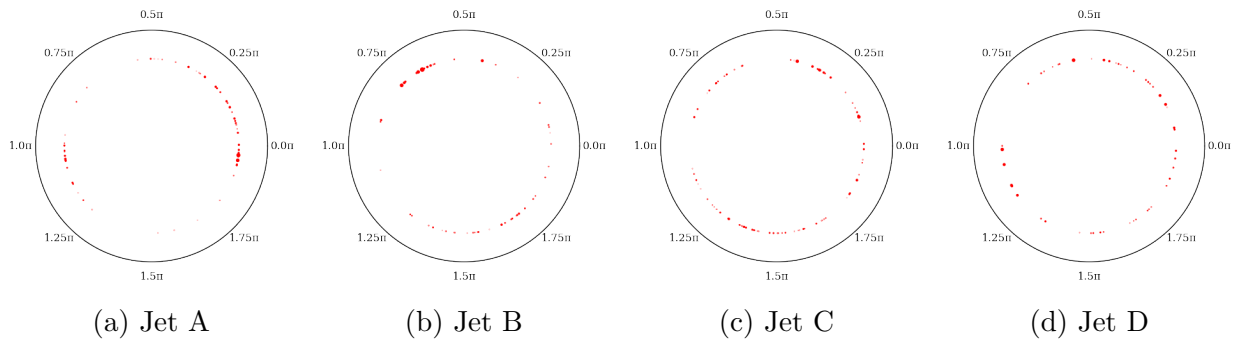 0.5π 0.5π 0.5π 0.5π
0.75π 0.25π 0.75π 0.25π 0.75π 0.25π 0.75π 0.25π
1.0π 0.0π 1.0π 0.0π 1.0π 0.0π 1.0π 0.0π
1.25π 1.75π 1.25π 1.75π 1.25π 1.75π 1.25π 1.75π
1.5π 1.5π 1.5π 1.5π
(a) Jet A (b) Jet B (c) Jet C (d) Jet D